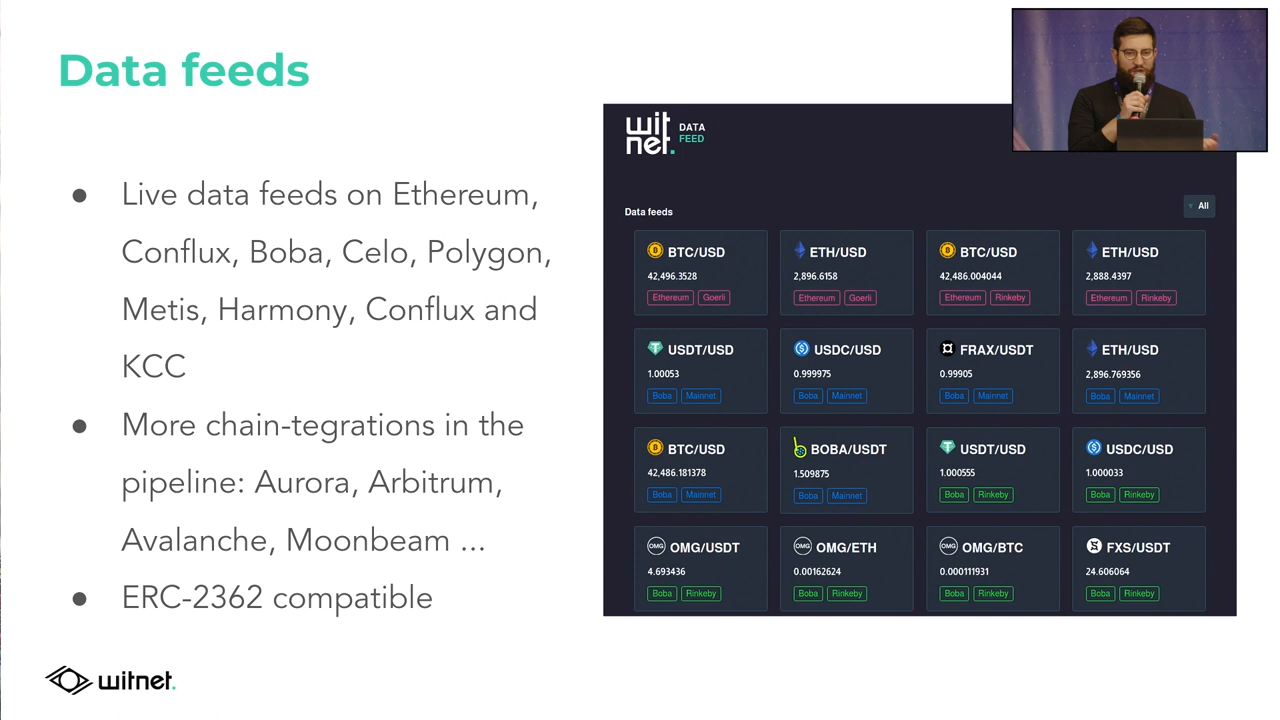 Data feeds
● Live data feeds on Ethereum,
Conflux, Boba, Celo, Polygon,
Metis, Harmony, Conflux and
KCC
● More chain-tegrations in the
pipeline: Aurora, Arbitrum,
Avalanche, Moonbeam ...
● ERC-2362 compatible
witnet.
wit
net.
DATA
FEED
Data feeds
All
BTC/USD
42,496.3528
Ethereum Goerli
ETH/USD
2,896.6158
Ethereum Goerli
BTC/USD
42,486.004044
Ethereum Rinkeby
ETH/USD
2,888.4397
Ethereum Rinkeby
USDT/USD
1.00053
Boba Mainnet
USDC/USD
0.999975
Boba Mainnet
FRAX/USDT
0.99905
Boba Mainnet
ETH/USD
2,896.769356
Boba Mainnet
BTC/USD
42,486.181378
Boba Mainnet
BOBA/USDT
1.509875
Boba Mainnet
USDT/USD
1.000555
Boba Rinkeby
USDC/USD
1.000033
Boba Rinkeby
OMG
OMG/USDT
4.693436
Boba Rinkeby
OMG
OMG/ETH
0.00162624
Boba Rinkeby
OMG
OMG/BTC
0.000111931
Boba Rinkeby
FXS/USDT
24.606064
Boba Rinkeby